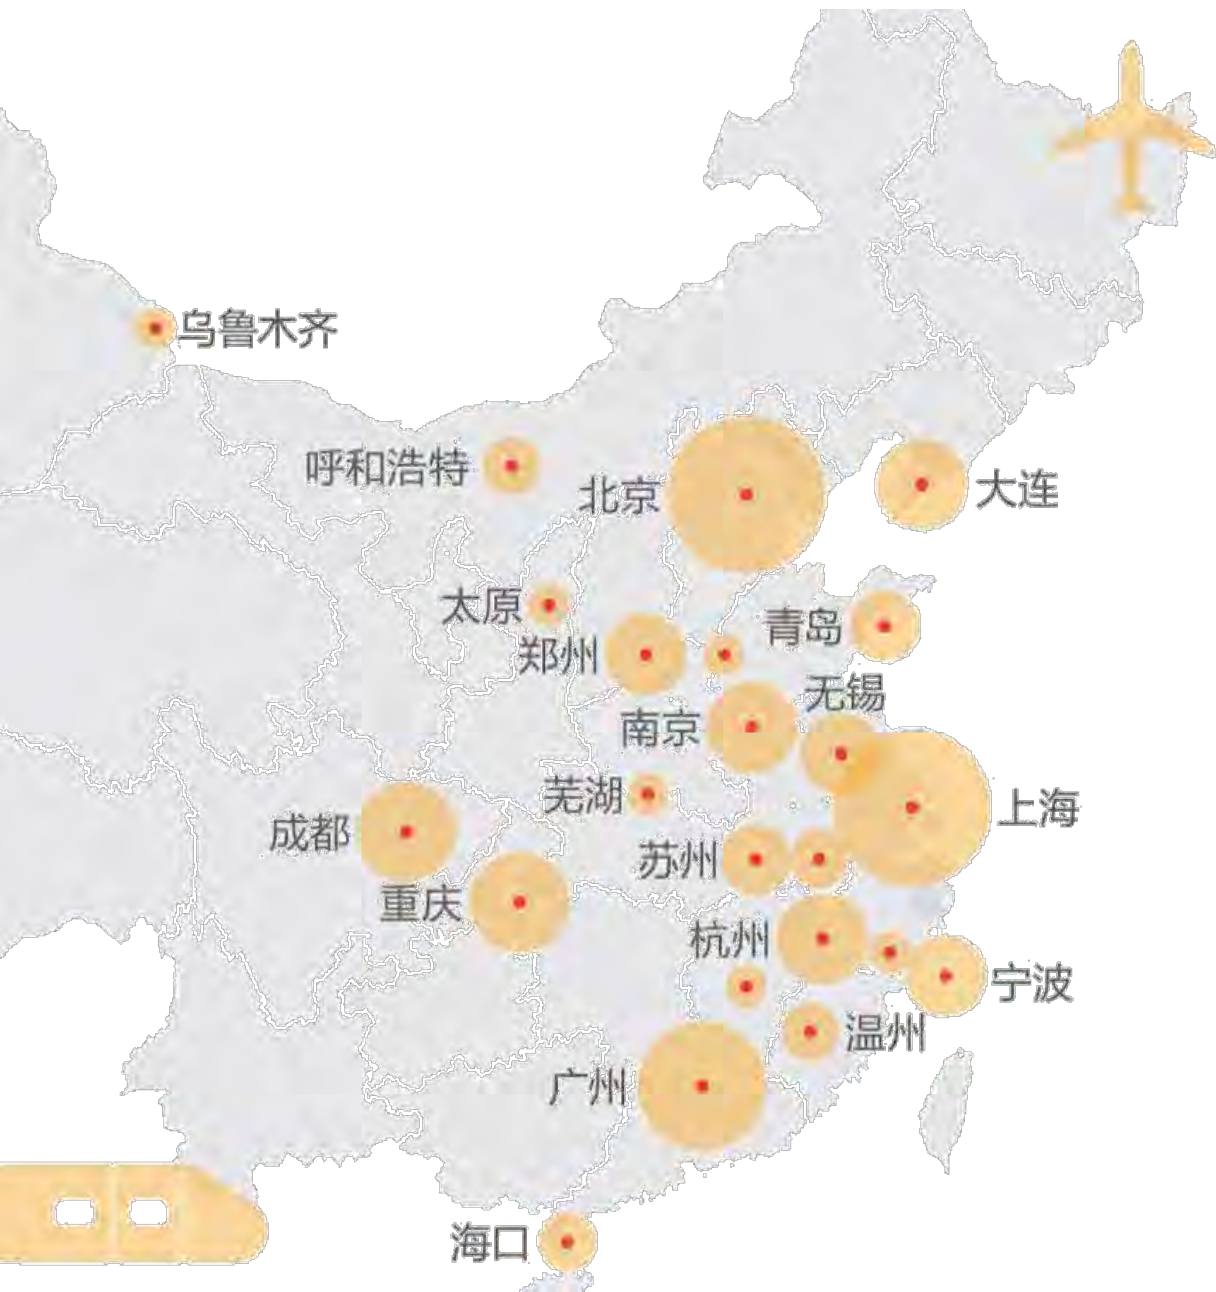 乌鲁木齐
呼和浩特
北京
大连
太原
青岛
郑州
无锡
南京
芜湖
上海
成都
苏州
重庆
杭州
宁波
温州
广州
海口